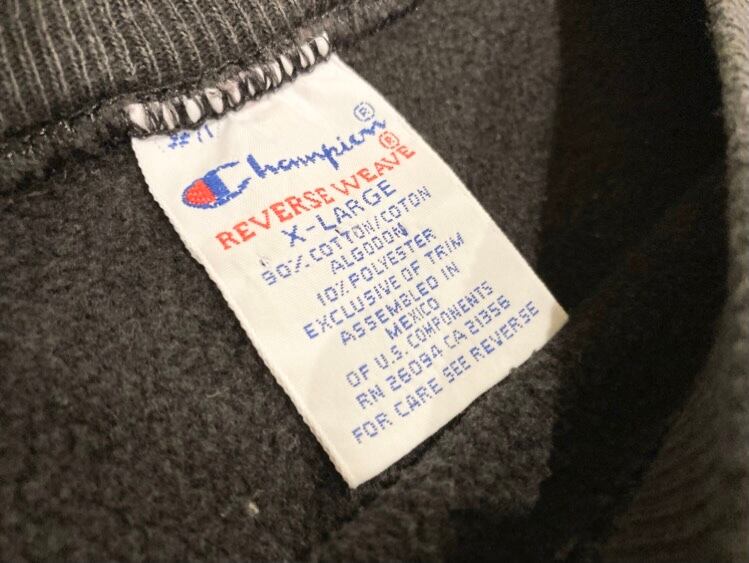 Champion®
REVERSE WEAVE®
X-LARGE
90% COTTON/COTON
ALGODON
10% POLYESTER
EXCLUSIVE OF TRIM
ASSEMBLED IN
MEXICO
OF U.S. COMPONENTS
RN 26094 CA 21356
FOR CARE SEE REVERSE